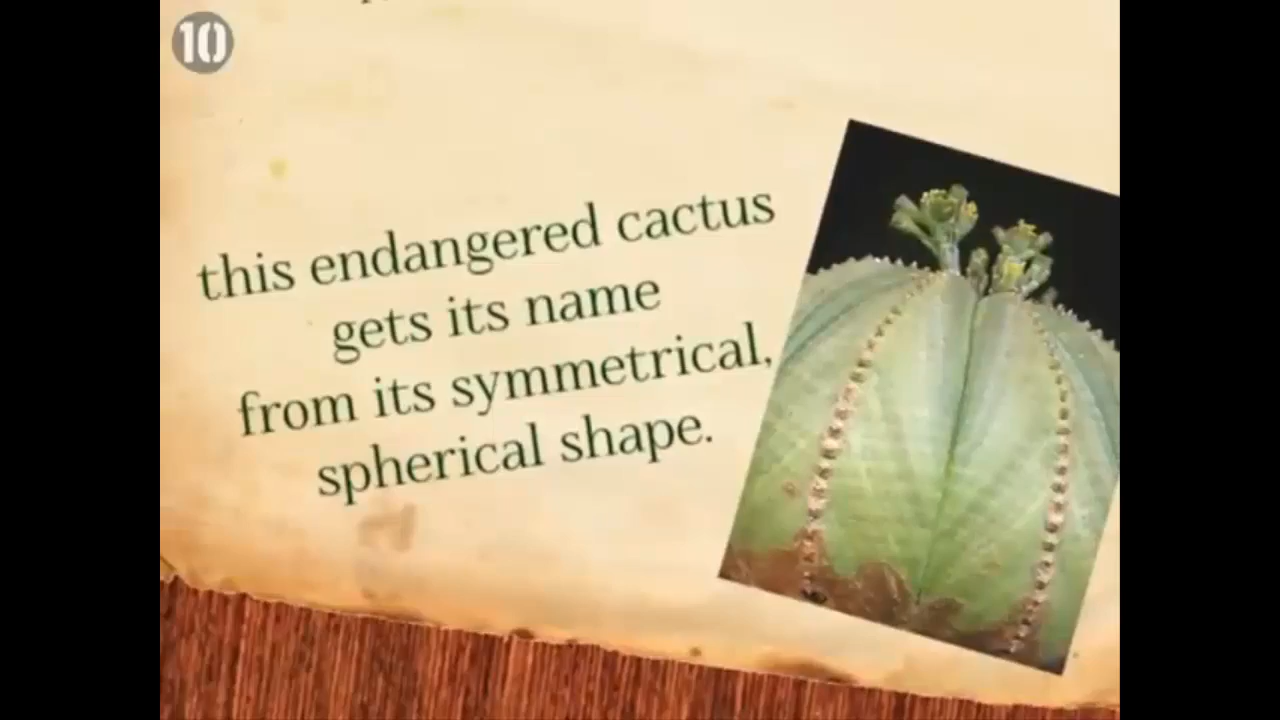 10
this endangered cactus
gets its name
from its symmetrical,
spherical shape.